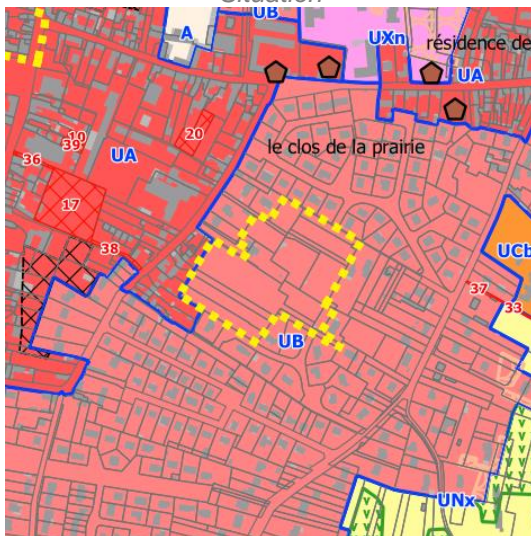 Situation
UB
A
UXn
résidence de
UA
20
le clos de la prairie
19
39
UA
36
17
UCb
38
37
33
UB
UNx